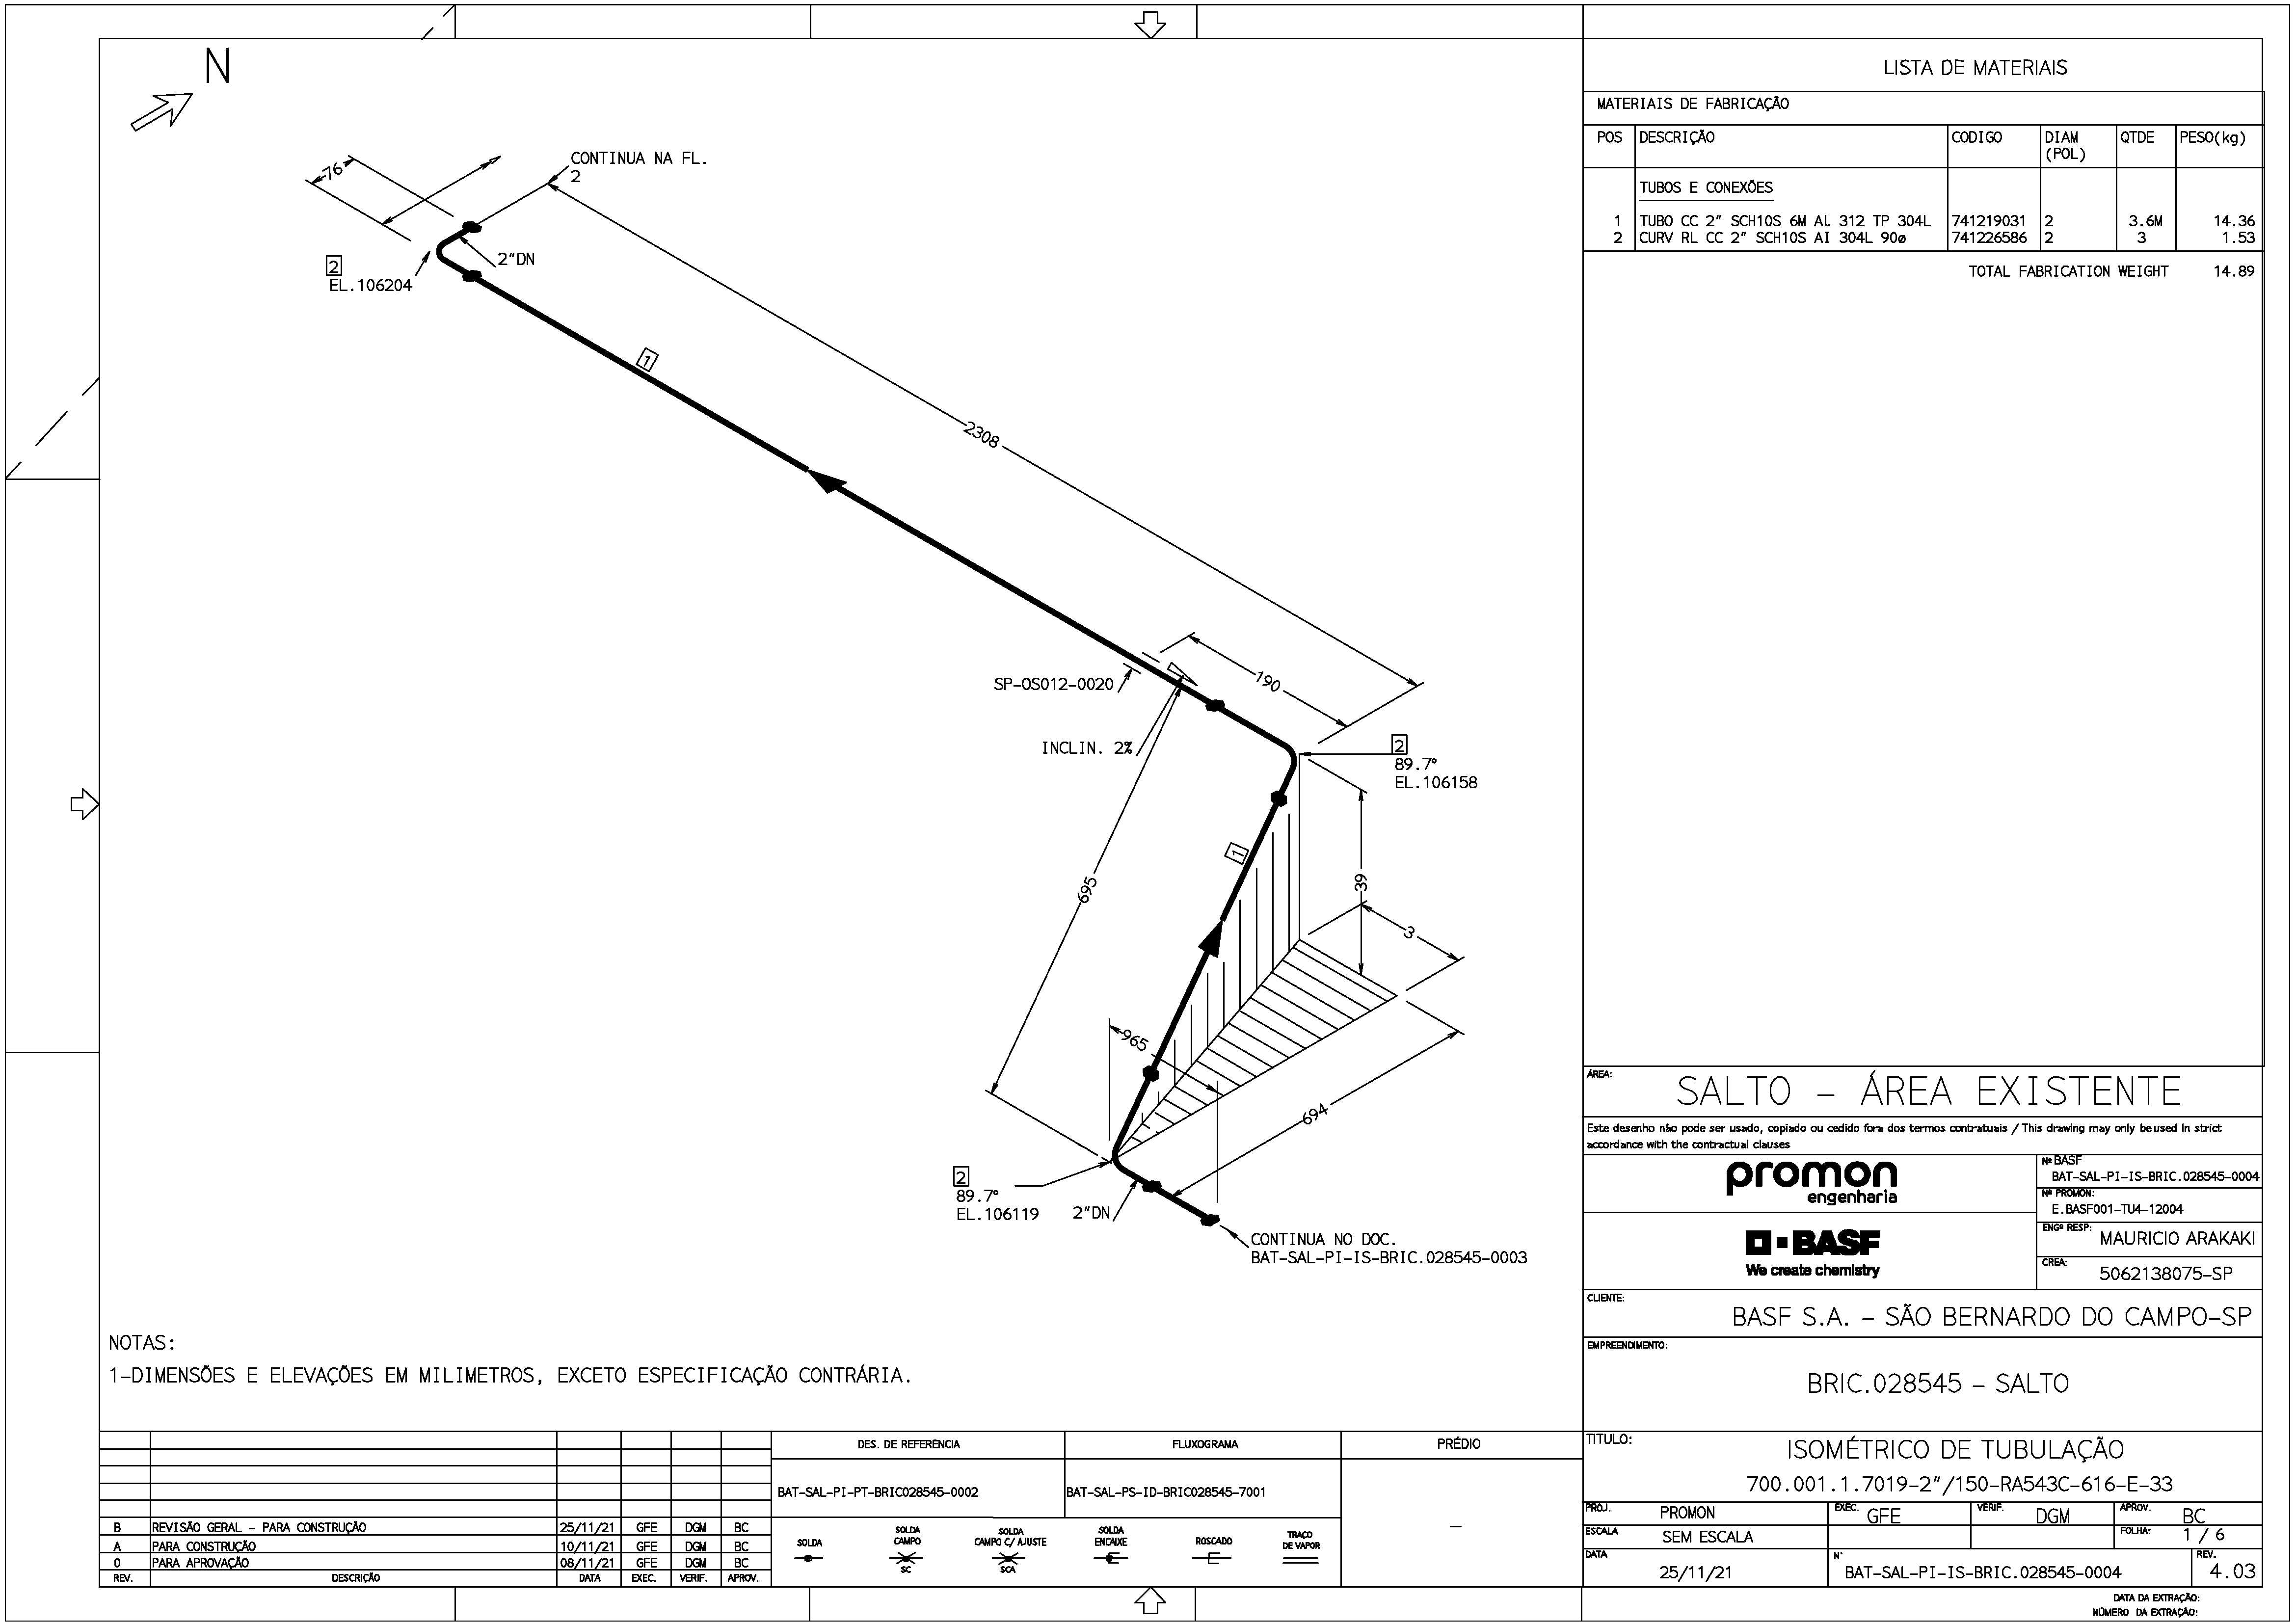 N
CONTINUA NA FL.
2
76
2"DN
2
EL.106204
1
2308
190
SP-OS012-0020
INCLIN. 2%
2
89.7°
EL.106158
1
695
39
3
965
694
2
89.7°
EL.106119
2"DN
CONTINUA NO DOC.
BAT-SAL-PI-IS-BRIC.028545-0003
NOTAS:
1-DIMENSÕES E ELEVAÇÕES EM MILIMETROS, EXCETO ESPECIFICAÇÃO CONTRÁRIA.
LISTA DE MATERIAIS
MATERIAIS DE FABRICAÇÃO
POS DESCRIÇÃO CODIGO DIAM (POL) QTDE PESO(kg)
TUBOS E CONEXÕES
1 TUBO CC 2" SCH10S 6M Al 312 TP 304L 741219031 2 3.6M 14.36
2 CURV RL CC 2" SCH10S AI 304L 90ø 741226586 2 3 1.53
TOTAL FABRICATION WEIGHT 14.89
ÁREA:
SALTO - ÁREA EXISTENTE
Este desenho não pode ser usado, copiado ou cedido fora dos termos contratuais / This drawing may only be used in strict
accordance with the contractual clauses
promon
engenharia
Nº BASF
BAT-SAL-PI-IS-BRIC.028545-0004
Nº PROMON:
E.BASF001-TU4-12004
BASF
We create chemistry
ENGº RESP:
MAURICIO ARAKAKI
CREA:
5062138075-SP
CLIENTE:
BASF S.A. - SÃO BERNARDO DO CAMPO-SP
EMPREENDIMENTO:
BRIC.028545 - SALTO
TITULO:
ISOMÉTRICO DE TUBULAÇÃO
700.001.1.7019-2"/150-RA543C-616-E-33
PROJ. PROMON EXEC. GFE VERIF. DGM APROV. BC
ESCALA SEM ESCALA FOLHA: 1 / 6
DATA 25/11/21 N° BAT-SAL-PI-IS-BRIC.028545-0004 REV. 4.03
DATA DA EXTRAÇÃO:
NÚMERO DA EXTRAÇÃO:
DES. DE REFERÊNCIA FLUXOGRAMA PRÉDIO
BAT-SAL-PI-PT-BRIC028545-0002 BAT-SAL-PS-ID-BRIC028545-7001 -
SOLDA
SOLDA CAMPO
SC
SOLDA CAMPO C/ AJUSTE
SCA
SOLDA ENCAIXE
ROSCADO
TRAÇO DE VAPOR
B REVISÃO GERAL - PARA CONSTRUÇÃO 25/11/21 GFE DGM BC
A PARA CONSTRUÇÃO 10/11/21 GFE DGM BC
0 PARA APROVAÇÃO 08/11/21 GFE DGM BC
REV. DESCRIÇÃO DATA EXEC. VERIF. APROV.